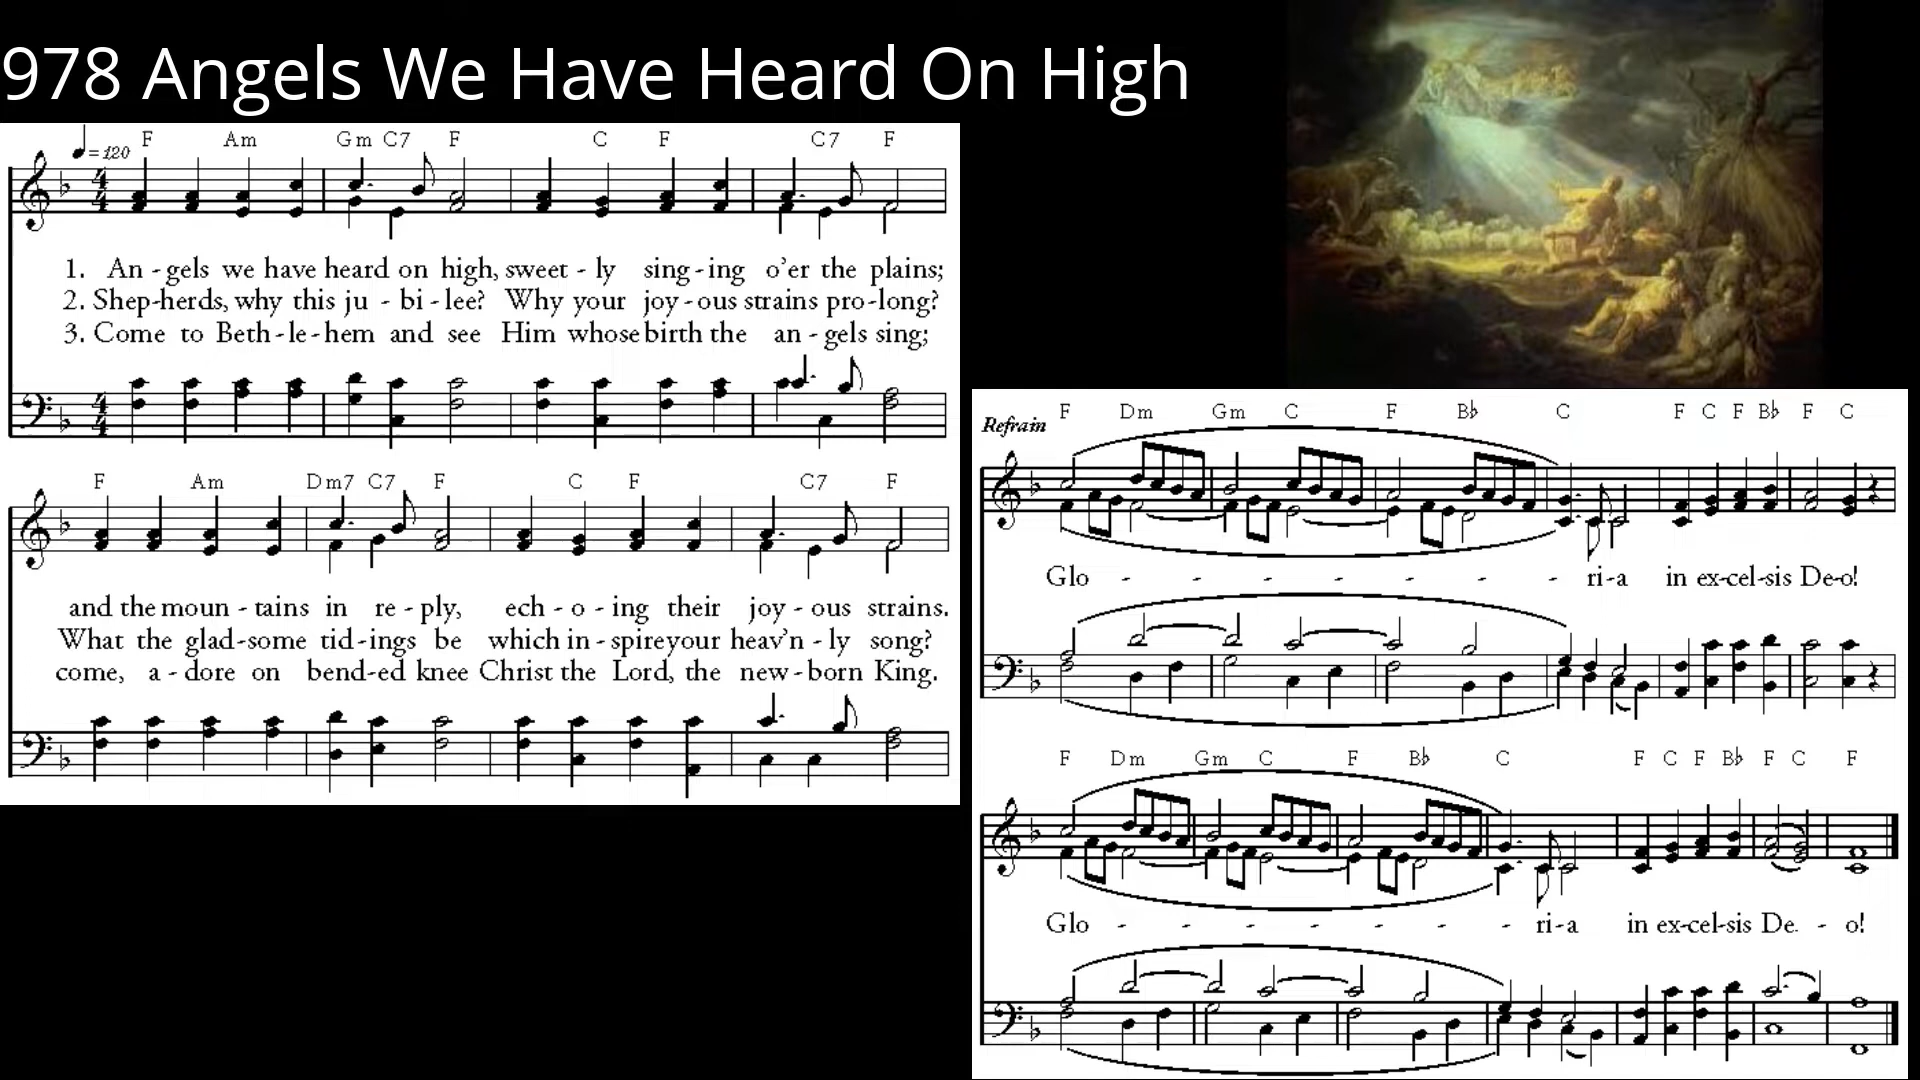 978 Angels We Have Heard On High
♩=120 F Am Gm C7 F C F C7 F
1. An - gels we have heard on high, sweet - ly sing - ing o'er the plains;
2. Shep-herds, why this ju - bi - lee? Why your joy - ous strains pro-long?
3. Come to Beth - le - hem and see Him whose birth the an - gels sing;
F Am Dm7 C7 F C F C7 F
and the moun - tains in re - ply, ech - o - ing their joy - ous strains.
What the glad-some tid - ings be which in - spire your heav'n - ly song?
come, a - dore on bend-ed knee Christ the Lord, the new - born King.
Refrain F Dm Gm C F B♭ C F C F B♭ F C
Glo - - - - - - - ri-a in ex-cel-sis De-o!
F Dm Gm C F B♭ C F C F B♭ F C F
Glo - - - - - - - ri-a in ex-cel-sis De - o!